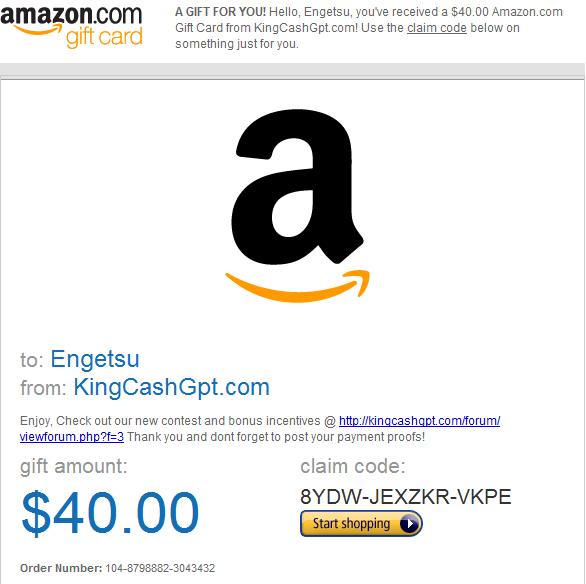 amazon.com
gift card
A GIFT FOR YOU! Hello, Engetsu, you've received a $40.00 Amazon.com
Gift Card from KingCashGpt.com! Use the claim code below on
something just for you.
a
to: Engetsu
from: KingCashGpt.com
Enjoy, Check out our new contest and bonus incentives @ http://kingcashgpt.com/forum/
viewforum.php?f=3 Thank you and dont forget to post your payment proofs!
gift amount:
$40.00
claim code:
8YDW-JEXZKR-VKPE
Start shopping
Order Number: 104-8798882-3043432